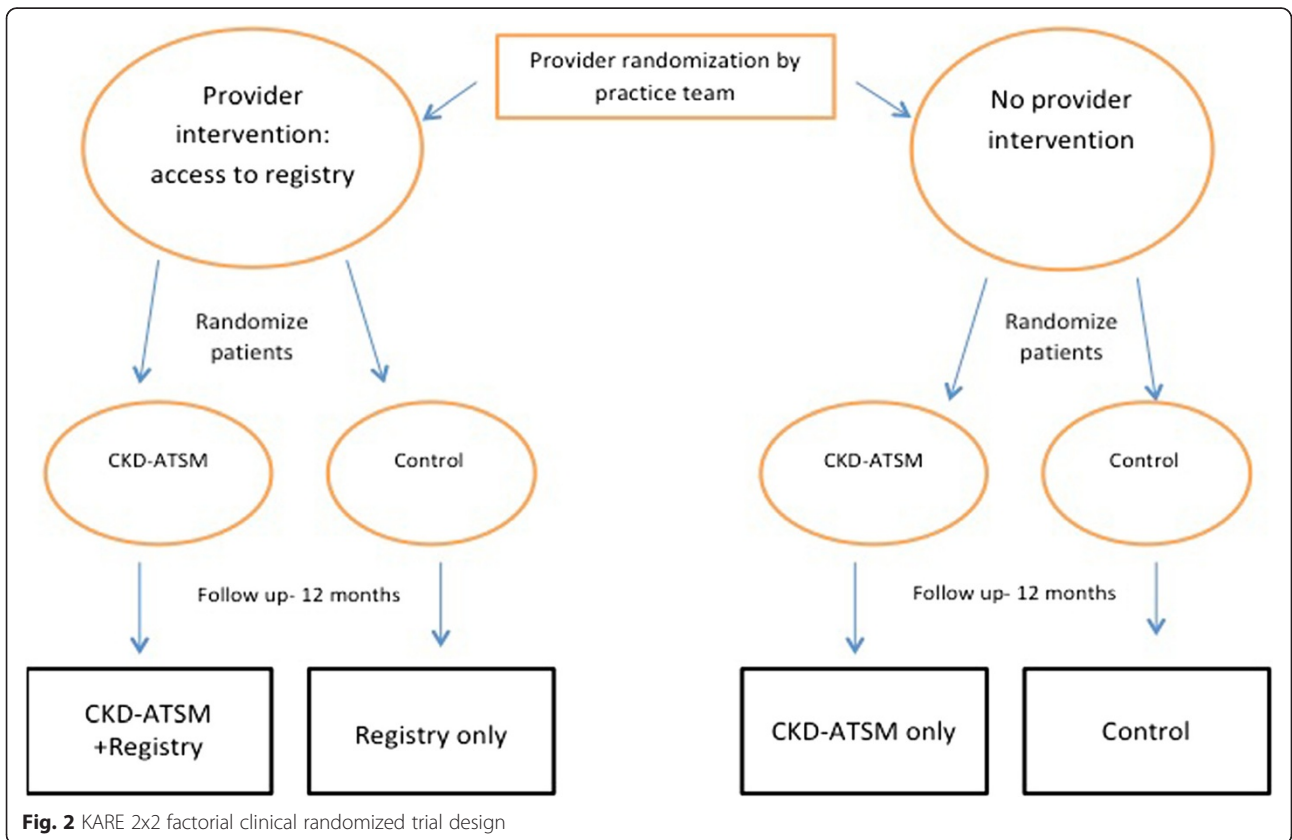 Provider randomization by
practice team
Provider
intervention:
access to registry
No provider
intervention
Randomize
patients
Randomize
patients
CKD-ATSM
Control
CKD-ATSM
Control
Follow up- 12 months
Follow up- 12 months
CKD-ATSM
+Registry
Registry only
CKD-ATSM only
Control
Fig. 2 KARE 2x2 factorial clinical randomized trial design